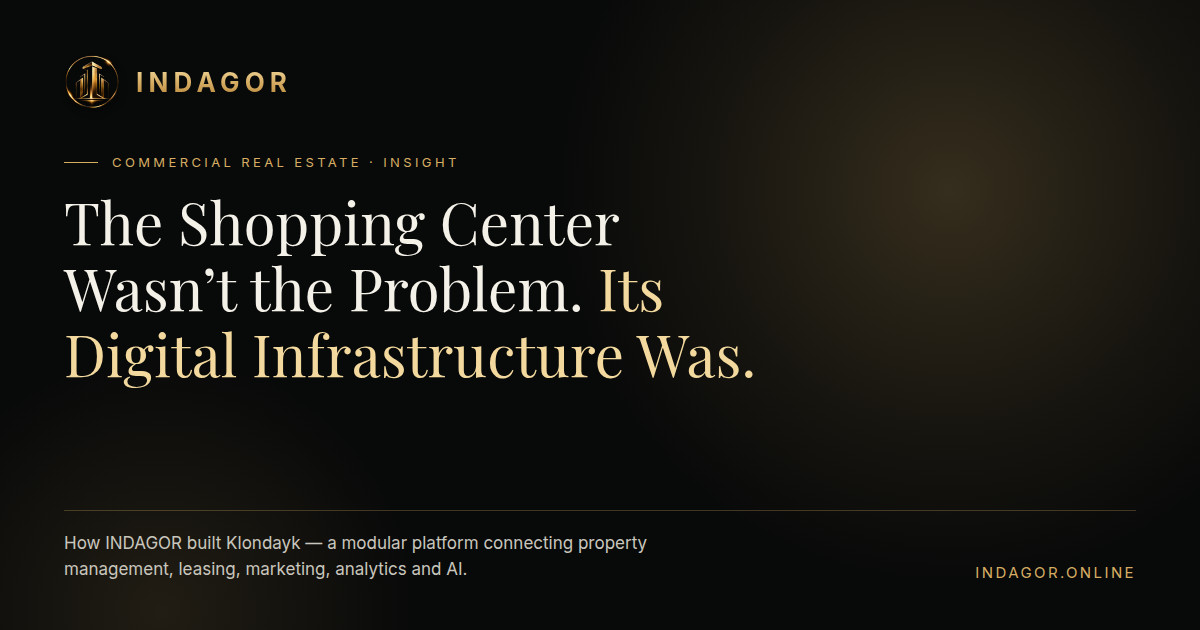 INDAGOR
COMMERCIAL REAL ESTATE · INSIGHT
The Shopping Center
Wasn’t the Problem. Its
Digital Infrastructure Was.
How INDAGOR built Klondayk — a modular platform connecting property
management, leasing, marketing, analytics and AI.
INDAGOR.ONLINE